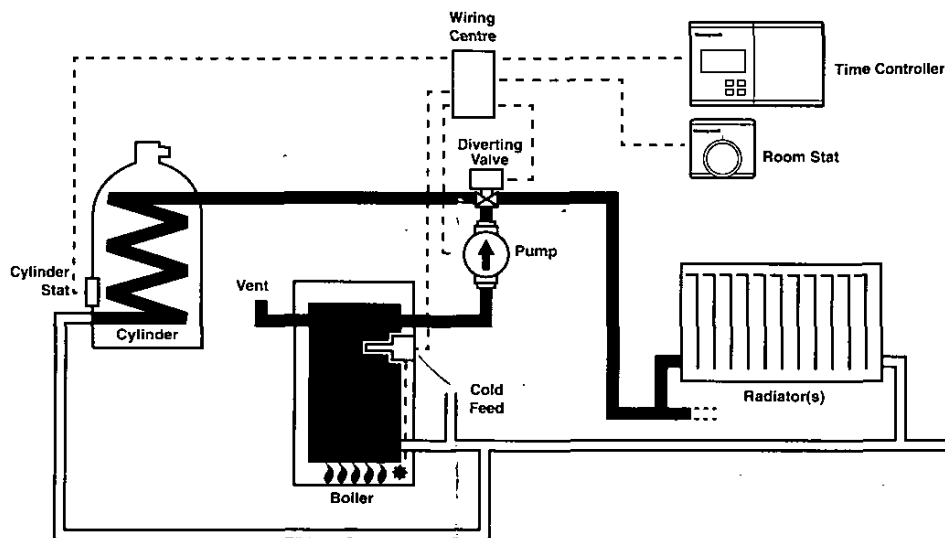 Wiring
Centre
Time Controller
Diverting
Valve
Room Stat
Pump
Cylinder
Stat
Vent
Cylinder
Cold
Feed
Radiator(s)
Boiler